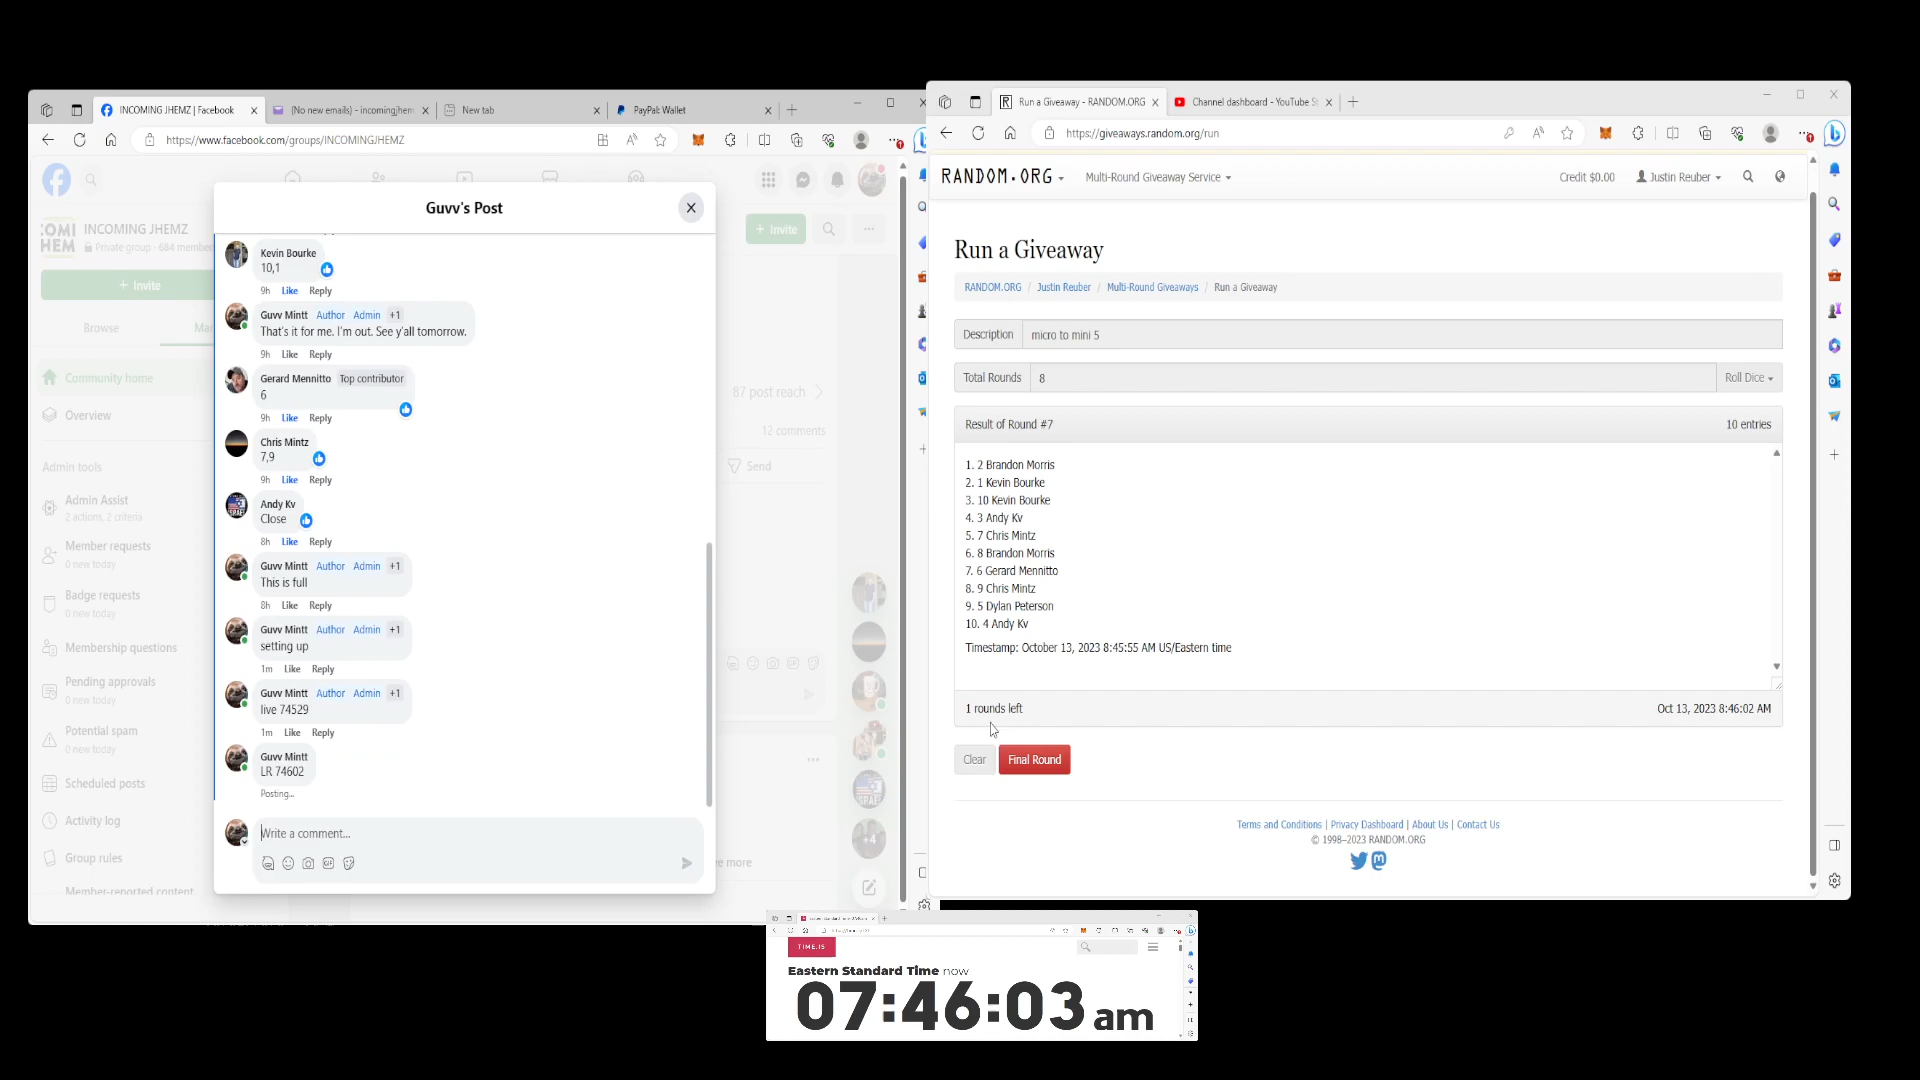 INCOMING JHEMZ | Facebook
(No new emails) - incomingjhem
New tab
PayPal: Wallet
https://www.facebook.com/groups/INCOMINGJHEMZ
INCOMING JHEMZ
Private group · 684 member
+ Invite
Browse
Community home
Overview
Admin tools
Admin Assist
2 actions, 2 criteria
Member requests
0 new today
Badge requests
0 new today
Membership questions
Pending approvals
0 new today
Potential spam
0 new today
Scheduled posts
Activity log
Group rules
Member-reported content
Guvv's Post
Kevin Bourke
10,1
9h Like Reply
Guvv Mintt Author Admin +1
That's it for me. I'm out. See y'all tomorrow.
9h Like Reply
Gerard Mennitto Top contributor
6
9h Like Reply
Chris Mintz
7,9
9h Like Reply
Andy Kv
Close
8h Like Reply
Guvv Mintt Author Admin +1
This is full
8h Like Reply
Guvv Mintt Author Admin +1
setting up
1m Like Reply
Guvv Mintt Author Admin +1
live 74529
1m Like Reply
Guvv Mintt
LR 74602
Posting...
Write a comment...
+ Invite
87 post reach
12 comments
Send
+4
ee more
Run a Giveaway - RANDOM.ORG
Channel dashboard - YouTube St
https://giveaways.random.org/run
RANDOM.ORG
Multi-Round Giveaway Service
Credit $0.00
Justin Reuber
Run a Giveaway
RANDOM.ORG / Justin Reuber / Multi-Round Giveaways / Run a Giveaway
Description micro to mini 5
Total Rounds 8 Roll Dice
Result of Round #7 10 entries
1. 2 Brandon Morris
2. 1 Kevin Bourke
3. 10 Kevin Bourke
4. 3 Andy Kv
5. 7 Chris Mintz
6. 8 Brandon Morris
7. 6 Gerard Mennitto
8. 9 Chris Mintz
9. 5 Dylan Peterson
10. 4 Andy Kv
Timestamp: October 13, 2023 8:45:55 AM US/Eastern time
1 rounds left Oct 13, 2023 8:46:02 AM
Clear Final Round
Terms and Conditions | Privacy Dashboard | About Us | Contact Us
© 1998–2023 RANDOM.ORG
TIME.IS
Eastern Standard Time now
07:46:03 am